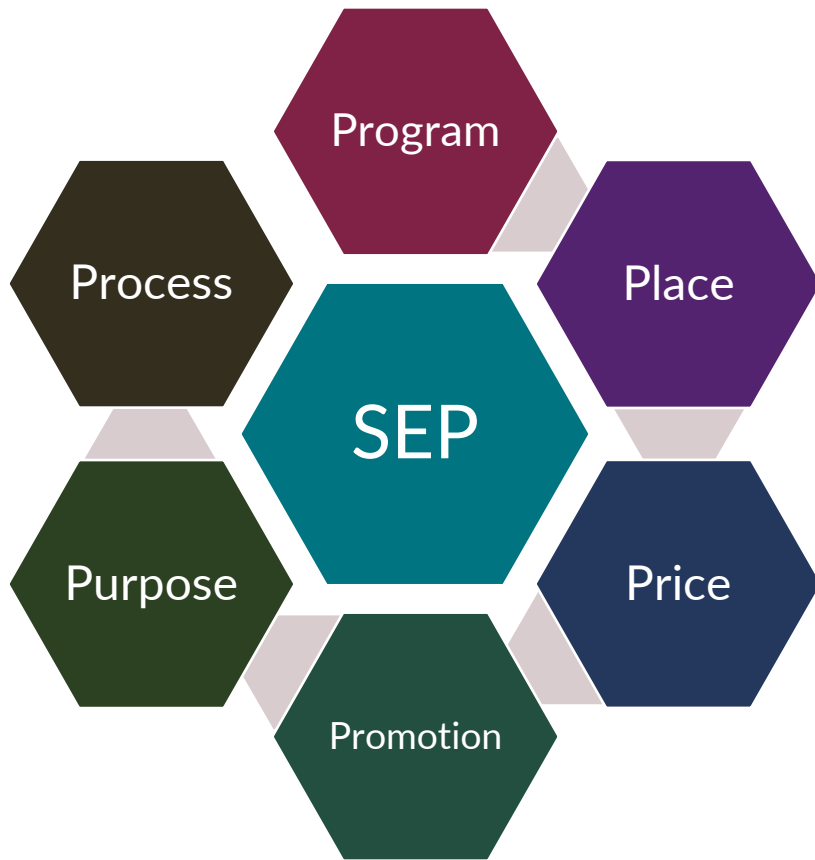 Program
Place
Price
Promotion
Purpose
Process
SEP